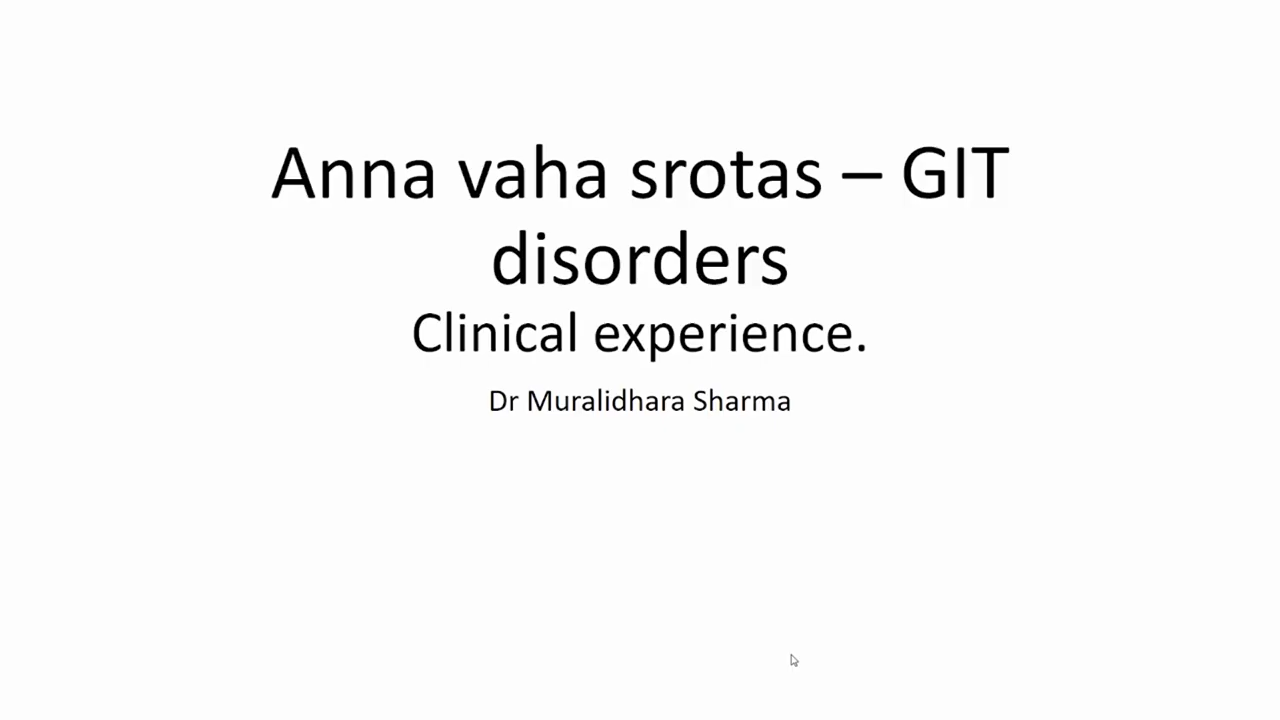 Anna vaha srotas – GIT
disorders
Clinical experience.
Dr Muralidhara Sharma